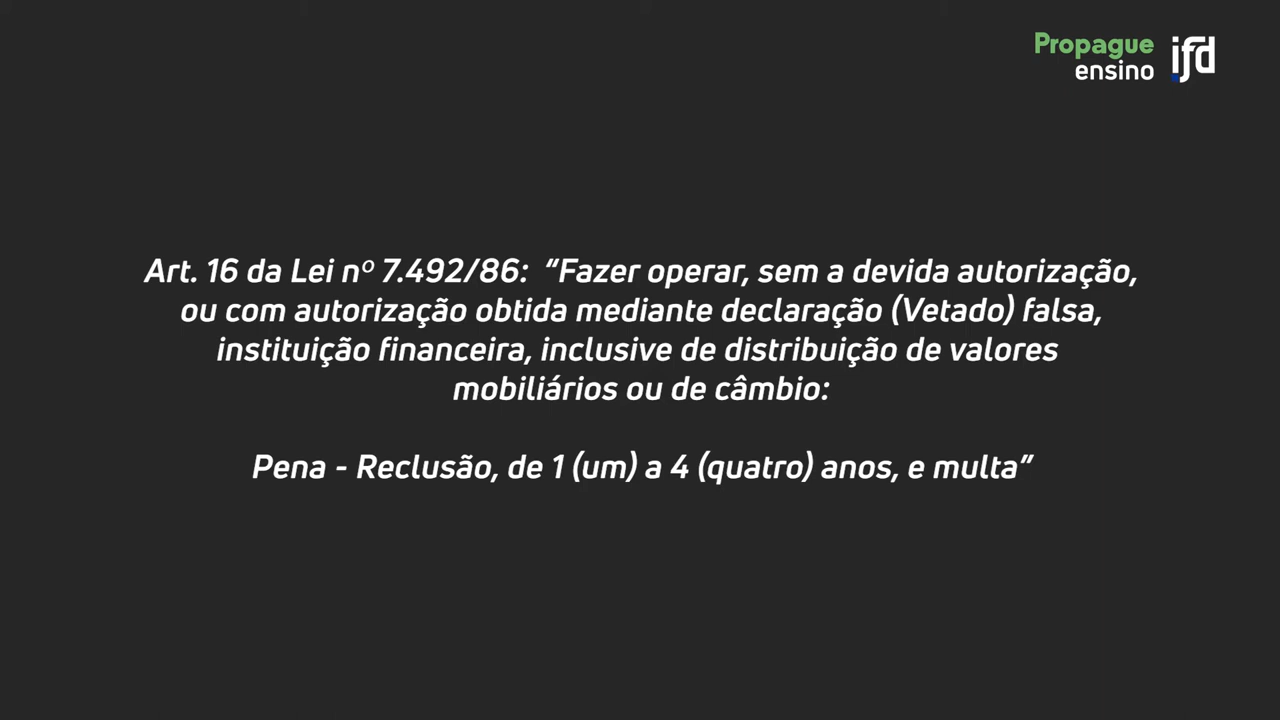 Propague
ensino
ifd
Art. 16 da Lei nº 7.492/86: “Fazer operar, sem a devida autorização,
ou com autorização obtida mediante declaração (Vetado) falsa,
instituição financeira, inclusive de distribuição de valores
mobiliários ou de câmbio:
Pena - Reclusão, de 1 (um) a 4 (quatro) anos, e multa”